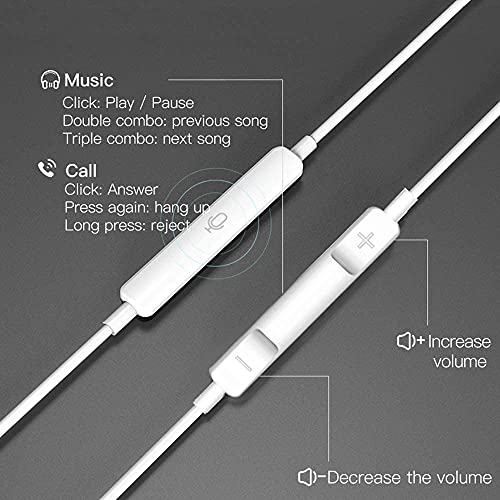 Music
Click: Play / Pause
Double combo: previous song
Triple combo: next song
Call
Click: Answer
Press again: hang up
Long press: reject
+
+Increase
volume
−
-Decrease the volume